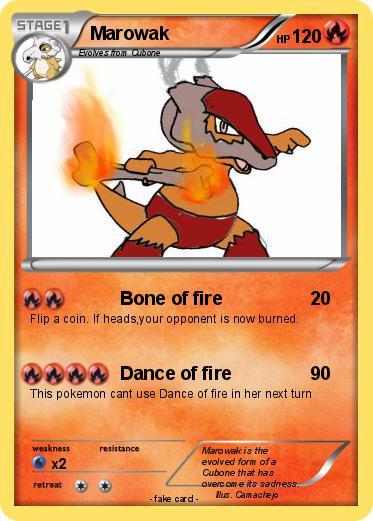 STAGE1
Marowak
HP 120
Evolves from Cubone
Bone of fire 20
Flip a coin. If heads,your opponent is now burned.
Dance of fire 90
This pokemon cant use Dance of fire in her next turn
weakness resistance
x2
retreat
Marowak is the
evolved form of a
Cubone that has
overcome its sadness.
Illus. Camachejo
- fake card -